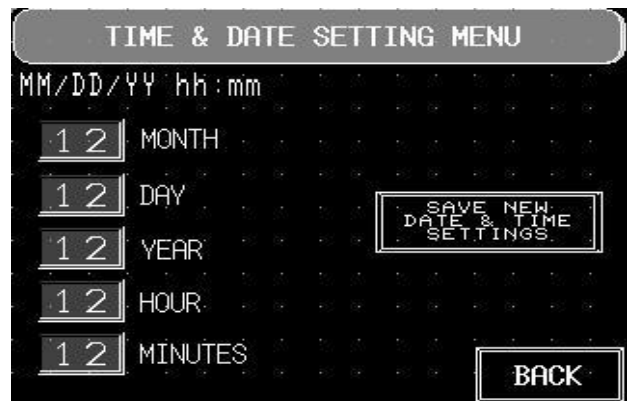 TIME & DATE SETTING MENU
MM/DD/YY hh:mm
12 MONTH
12 DAY
12 YEAR
12 HOUR
12 MINUTES
SAVE NEW
DATE & TIME
SETTINGS
BACK